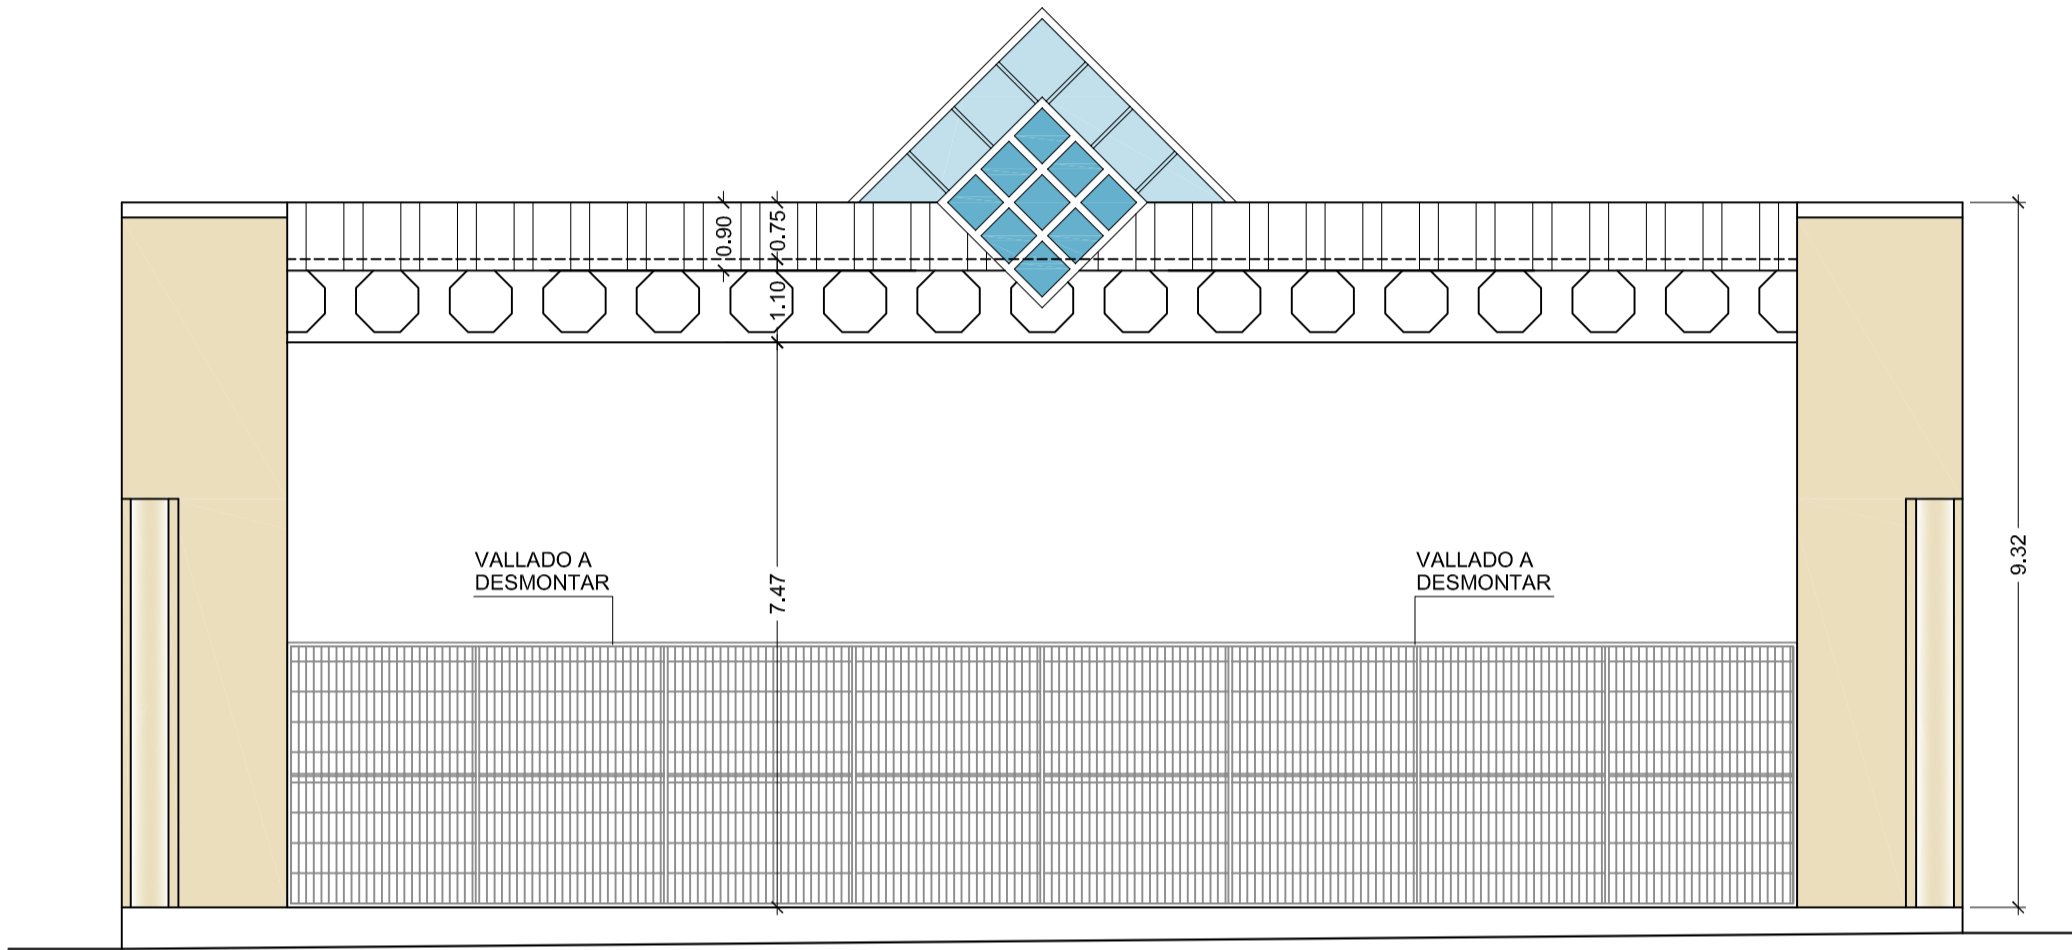 0.90
0.75
1.10
VALLADO A
DESMONTAR
7.47
VALLADO A
DESMONTAR
9.32